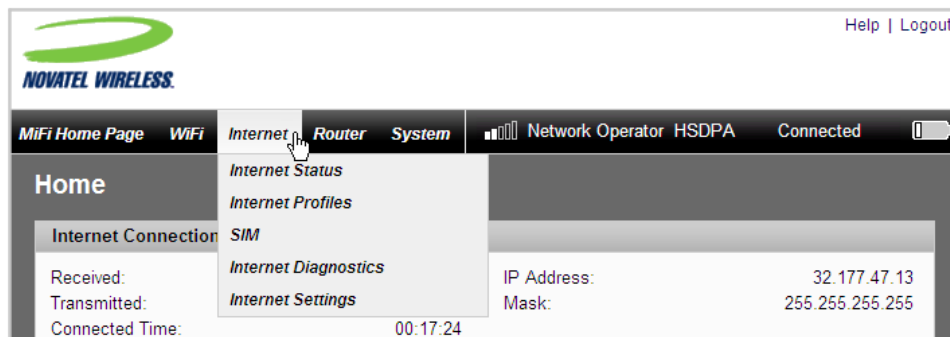 Help | Logout
NOVATEL WIRELESS.
MiFi Home Page WiFi Internet Router System Network Operator HSDPA Connected
Internet Status
Home
Internet Profiles
Internet Connection SIM
Internet Diagnostics
Received: IP Address: 32.177.47.13
Internet Settings
Transmitted: Mask: 255.255.255.255
Connected Time: 00:17:24